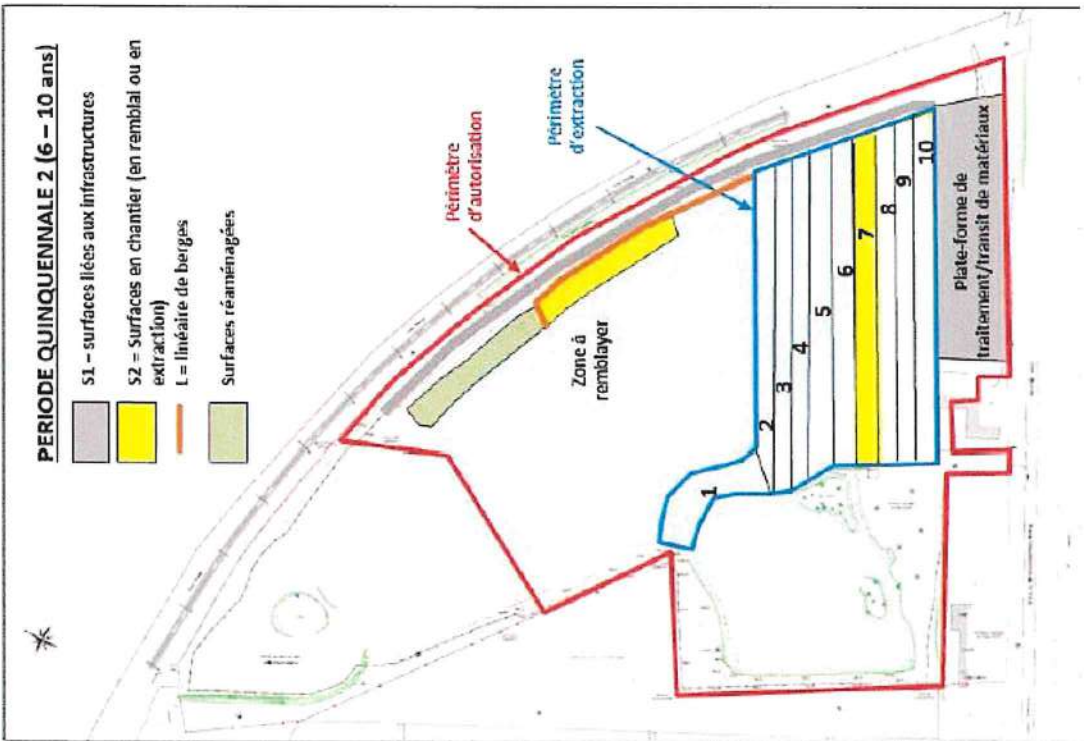 PERIODE QUINQUENNALE 2 (6 – 10 ans)
S1 – surfaces liées aux infrastructures
S2 = Surfaces en chantier (en remblai ou en
extraction)
L = linéaire de berges
Surfaces réaménagées
Périmètre
d'autorisation
Périmètre
d'extraction
Zone à
remblayer
1
2
3
4
5
6
7
8
9
10
Plate-forme de
traitement/transit de matériaux